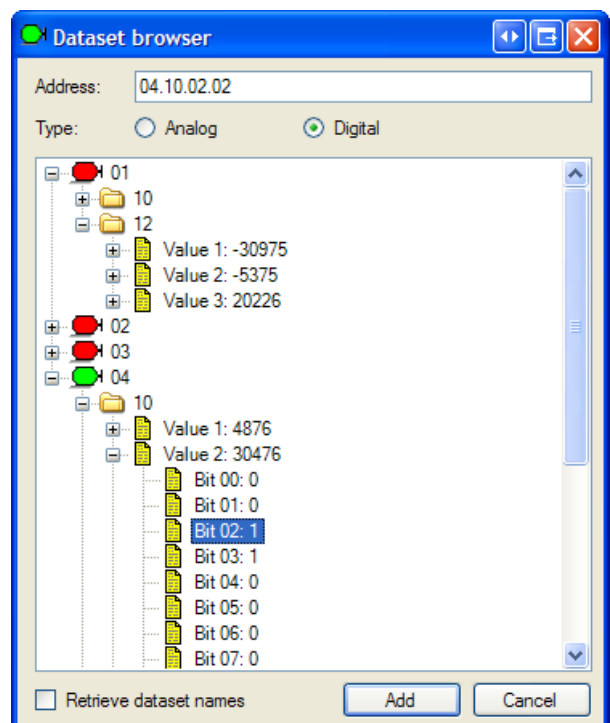 Dataset browser
Address: 04.10.02.02
Type: Analog Digital
01
10
12
Value 1: -30975
Value 2: -5375
Value 3: 20226
02
03
04
10
Value 1: 4876
Value 2: 30476
Bit 00: 0
Bit 01: 0
Bit 02: 1
Bit 03: 1
Bit 04: 0
Bit 05: 0
Bit 06: 0
Bit 07: 0
Retrieve dataset names Add Cancel